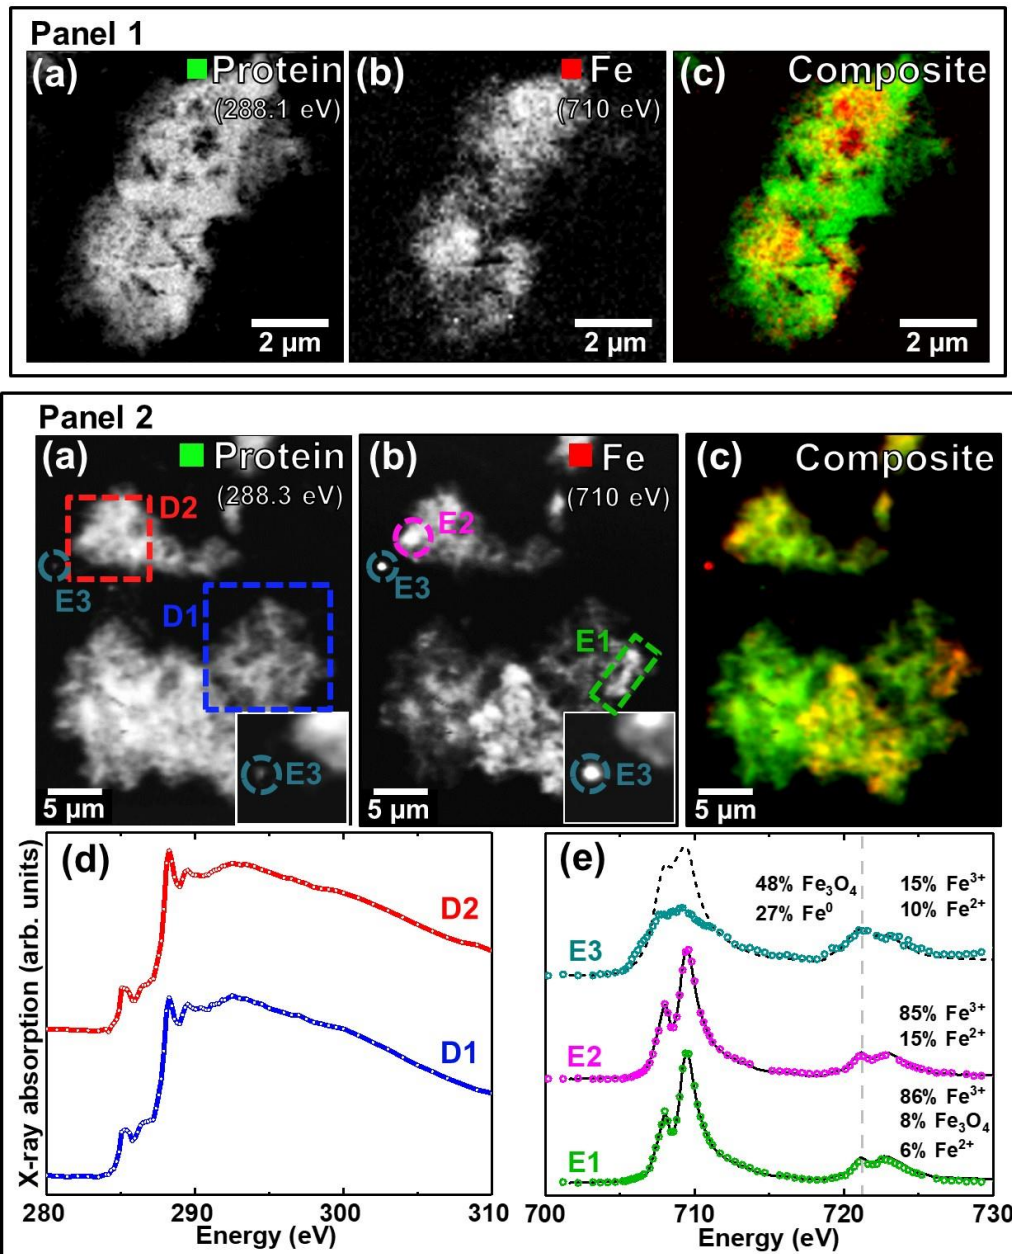 Panel 1
(a) Protein
(288.1 eV)
2 µm
(b) Fe
(710 eV)
2 µm
(c) Composite
2 µm
Panel 2
(a) Protein
(288.3 eV)
D2
E3
D1
E3
5 µm
(b) Fe
(710 eV)
E2
E3
E1
E3
5 µm
(c) Composite
5 µm
X-ray absorption (arb. units)
(d)
D2
D1
280 290 300 310
Energy (eV)
(e)
48% Fe₃O₄ 15% Fe³⁺
27% Fe⁰ 10% Fe²⁺
E3
85% Fe³⁺
E2 15% Fe²⁺
86% Fe³⁺
8% Fe₃O₄
E1 6% Fe²⁺
700 710 720 730
Energy (eV)